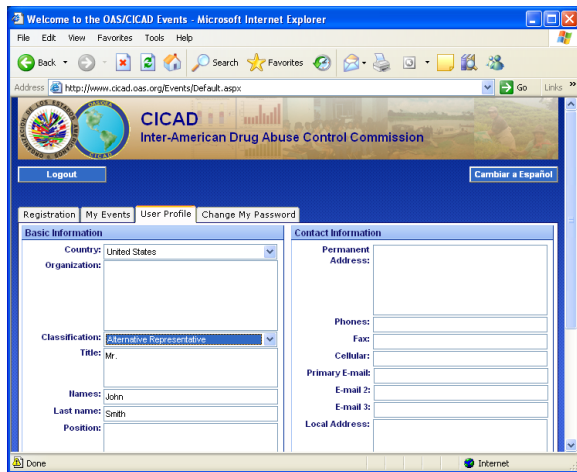 Welcome to the OAS/CICAD Events - Microsoft Internet Explorer
File Edit View Favorites Tools Help
Back Search Favorites
Address http://www.cicad.oas.org/Events/Default.aspx Go Links »
CICAD
Inter-American Drug Abuse Control Commission
Logout Cambiar a Español
Registration My Events User Profile Change My Password
Basic Information Contact Information
Country: United States
Organization:
Classification: Alternative Representative
Title: Mr.
Names: John
Last name: Smith
Position:
Permanent
Address:
Phones:
Fax:
Cellular:
Primary E-mail:
E-mail 2:
E-mail 3:
Local Address:
Done Internet